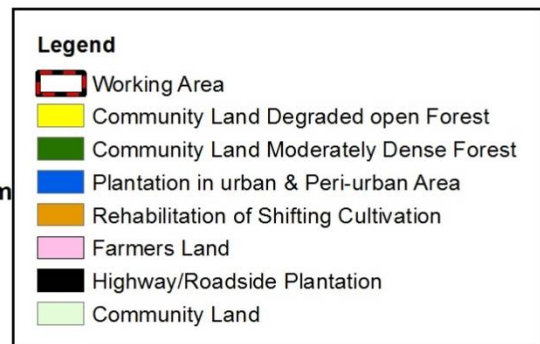 Legend
Working Area
Community Land Degraded open Forest
Community Land Moderately Dense Forest
m
Plantation in urban & Peri-urban Area
Rehabilitation of Shifting Cultivation
Farmers Land
Highway/Roadside Plantation
Community Land